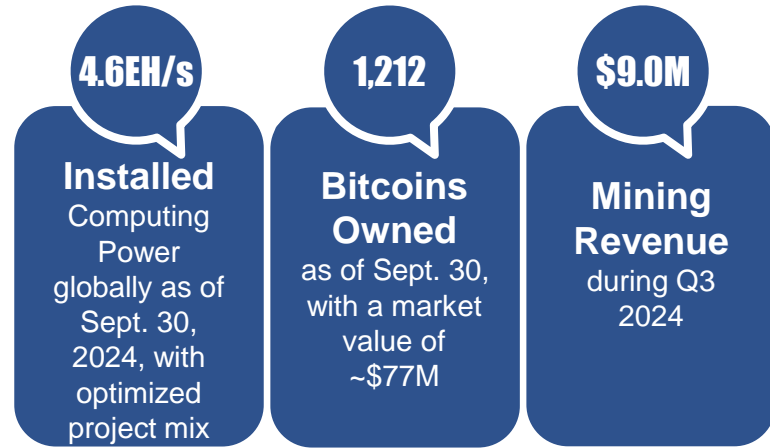 4.6EH/s
Installed
Computing
Power
globally as of
Sept. 30,
2024, with
optimized
project mix
1,212
Bitcoins
Owned
as of Sept. 30,
with a market
value of
~$77M
$9.0M
Mining
Revenue
during Q3
2024